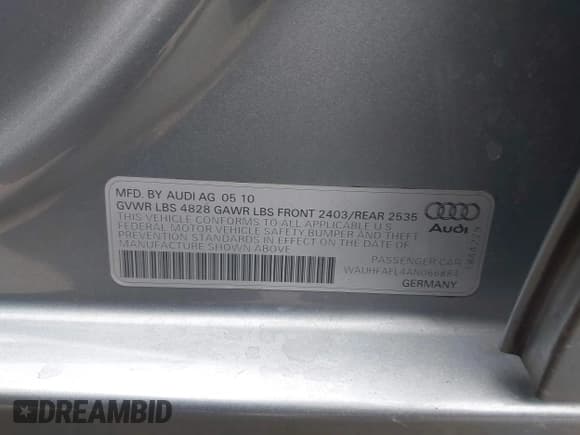 MFD. BY AUDI AG 05 10
GVWR LBS 4828 GAWR LBS FRONT 2403/REAR 2535
THIS VEHICLE CONFORMS TO ALL APPLICABLE U S
FEDERAL MOTOR VEHICLE SAFETY BUMPER AND THEFT
PREVENTION STANDARDS IN EFFECT ON THE DATE OF
MANUFACTURE SHOWN ABOVE
Audi
PASSENGER CAR
GERMANY
DREAMBID